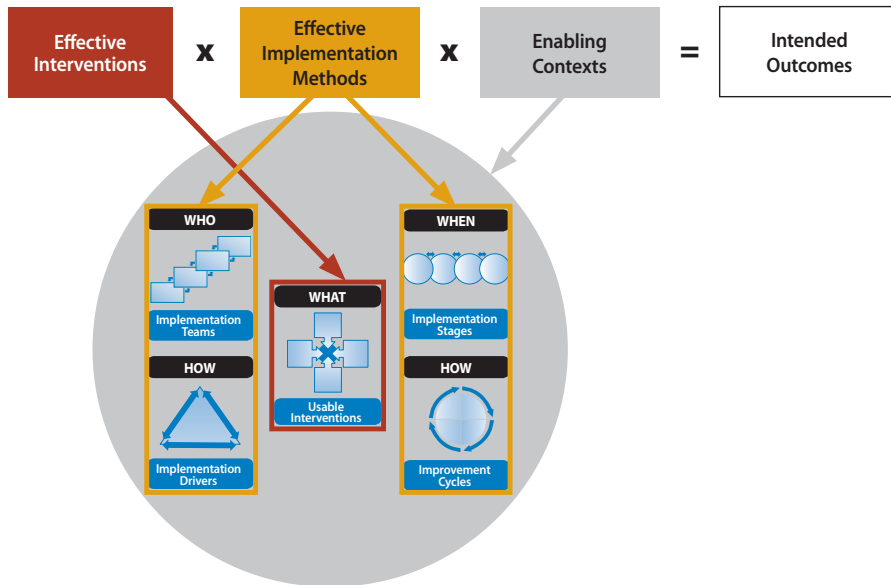 Effective
Interventions
x
Effective
Implementation
Methods
x
Enabling
Contexts
=
Intended
Outcomes
WHO
Implementation
Teams
HOW
Implementation
Drivers
WHAT
Usable
Interventions
WHEN
Implementation
Stages
HOW
Improvement
Cycles